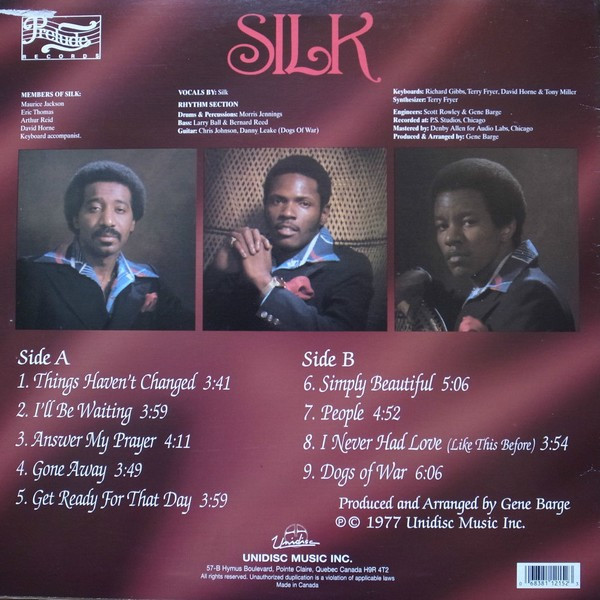 Prelude
RECORDS
SILK
MEMBERS OF SILK:
Maurice Jackson
Eric Thomas
Arthur Reid
David Horne
Keyboard accompanist.
VOCALS BY: Silk
RHYTHM SECTION
Drums & Percussions: Morris Jennings
Bass: Larry Ball & Bernard Reed
Guitar: Chris Johnson, Danny Leake (Dogs Of War)
Keyboards: Richard Gibbs, Terry Fryer, David Horne & Tony Miller
Synthesizer: Terry Fryer
Engineers: Scott Rowley & Gene Barge
Recorded at: P.S. Studios, Chicago
Mastered by: Denby Allen for Audio Labs, Chicago
Produced & Arranged by: Gene Barge
Side A
1. Things Haven't Changed 3:41
2. I'll Be Waiting 3:59
3. Answer My Prayer 4:11
4. Gone Away 3:49
5. Get Ready For That Day 3:59
Side B
6. Simply Beautiful 5:06
7. People 4:52
8. I Never Had Love (Like This Before) 3:54
9. Dogs of War 6:06
Produced and Arranged by Gene Barge
℗© 1977 Unidisc Music Inc.
Unidisc
UNIDISC MUSIC INC.
57-B Hymus Boulevard, Pointe Claire, Quebec Canada H9R 4T2
All rights reserved. Unauthorized duplication is a violation of applicable laws
Made in Canada
0 68381 12152 3